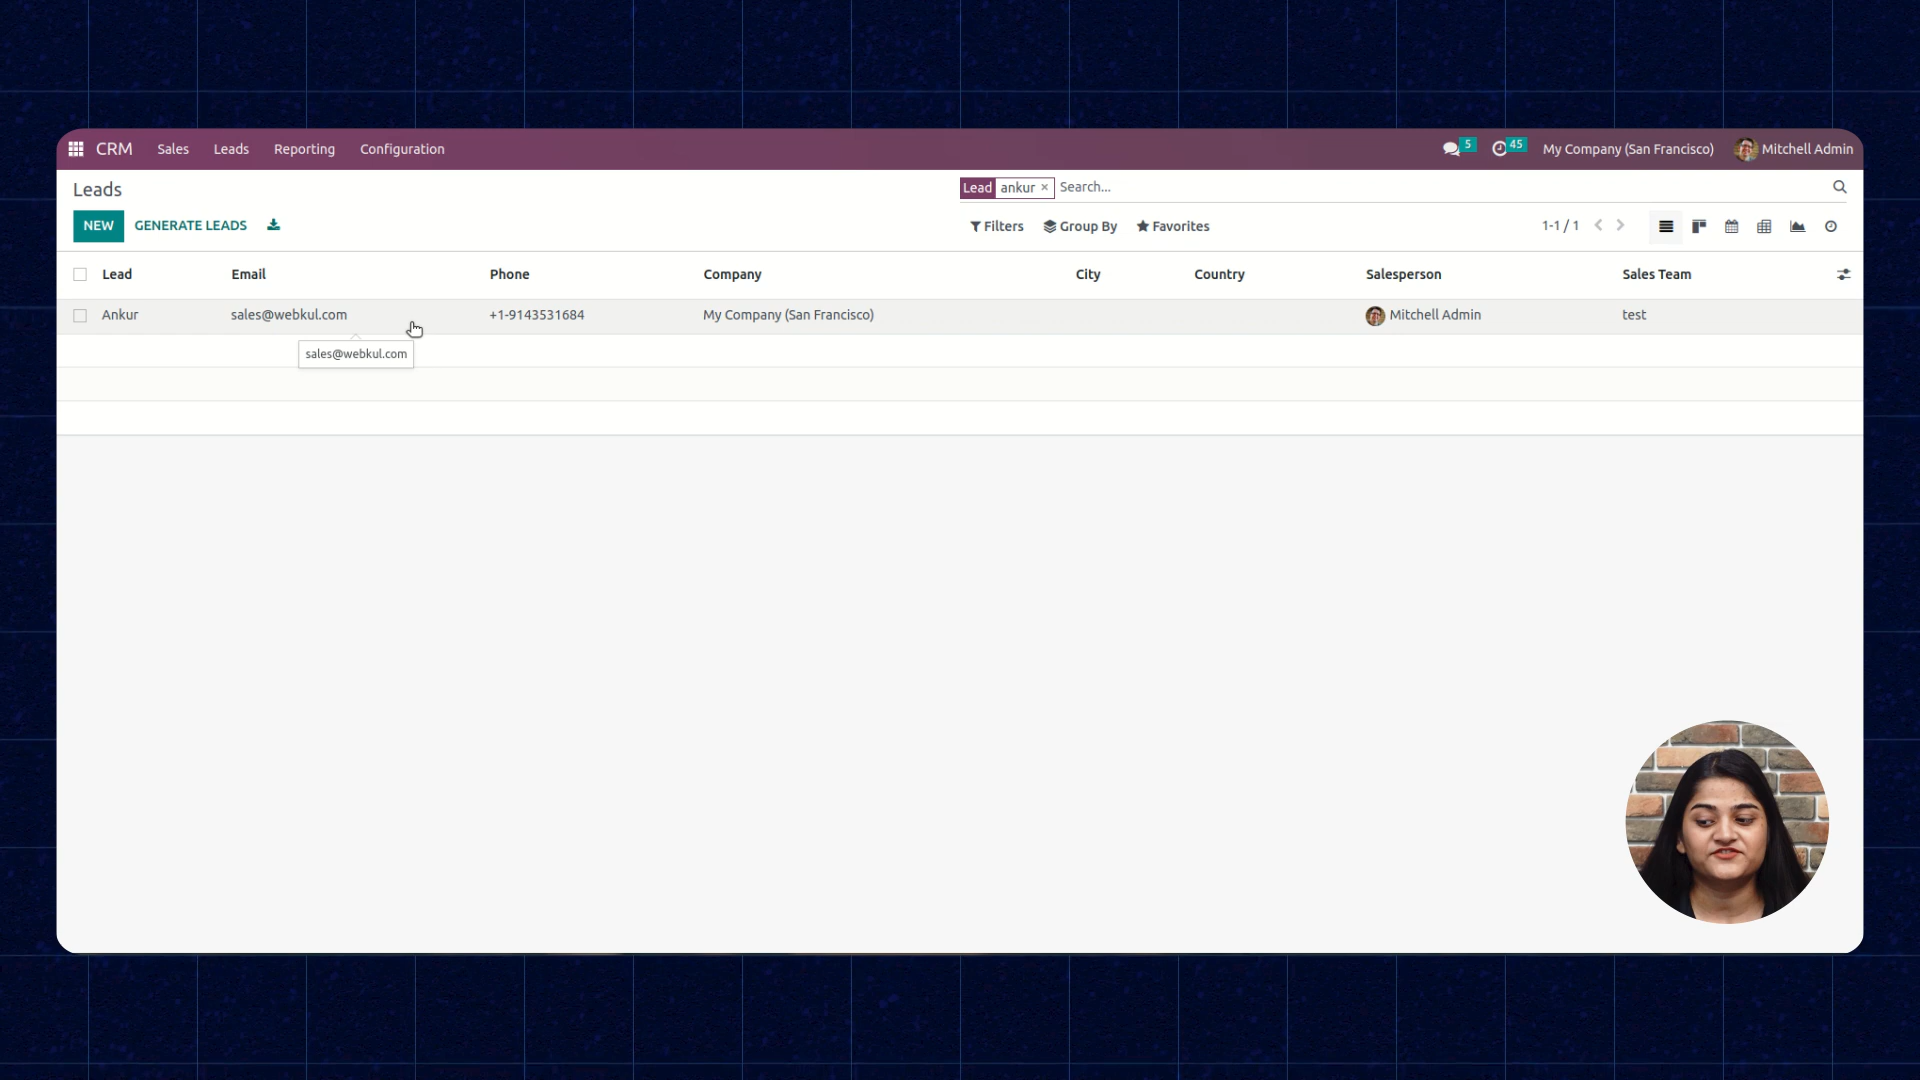 CRM Sales Leads Reporting Configuration 5 45 My Company (San Francisco) Mitchell Admin
Leads Lead ankur × Search...
NEW GENERATE LEADS Filters Group By Favorites 1-1 / 1
Lead Email Phone Company City Country Salesperson Sales Team
Ankur sales@webkul.com +1-9143531684 My Company (San Francisco) Mitchell Admin test
sales@webkul.com